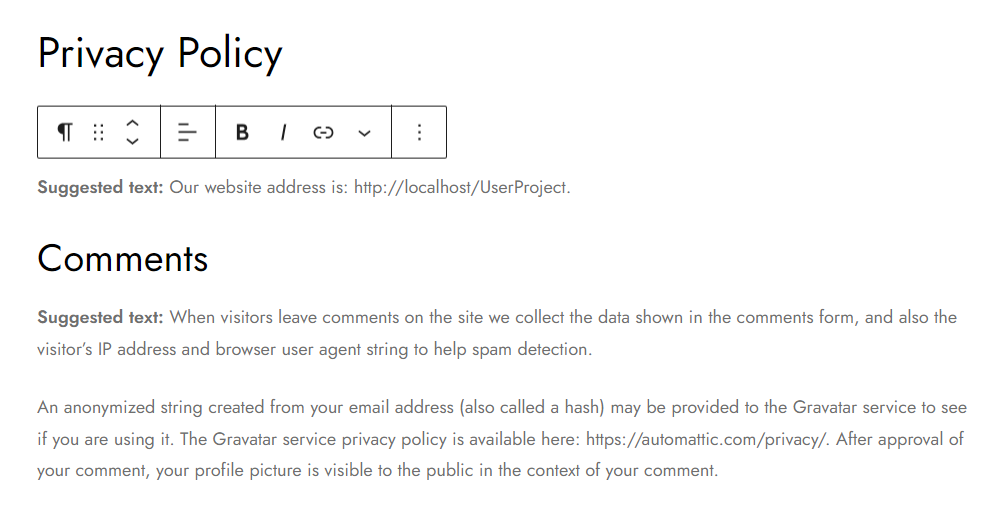 Privacy Policy
B I
Suggested text: Our website address is: http://localhost/UserProject.
Comments
Suggested text: When visitors leave comments on the site we collect the data shown in the comments form, and also the
visitor’s IP address and browser user agent string to help spam detection.
An anonymized string created from your email address (also called a hash) may be provided to the Gravatar service to see
if you are using it. The Gravatar service privacy policy is available here: https://automattic.com/privacy/. After approval of
your comment, your profile picture is visible to the public in the context of your comment.